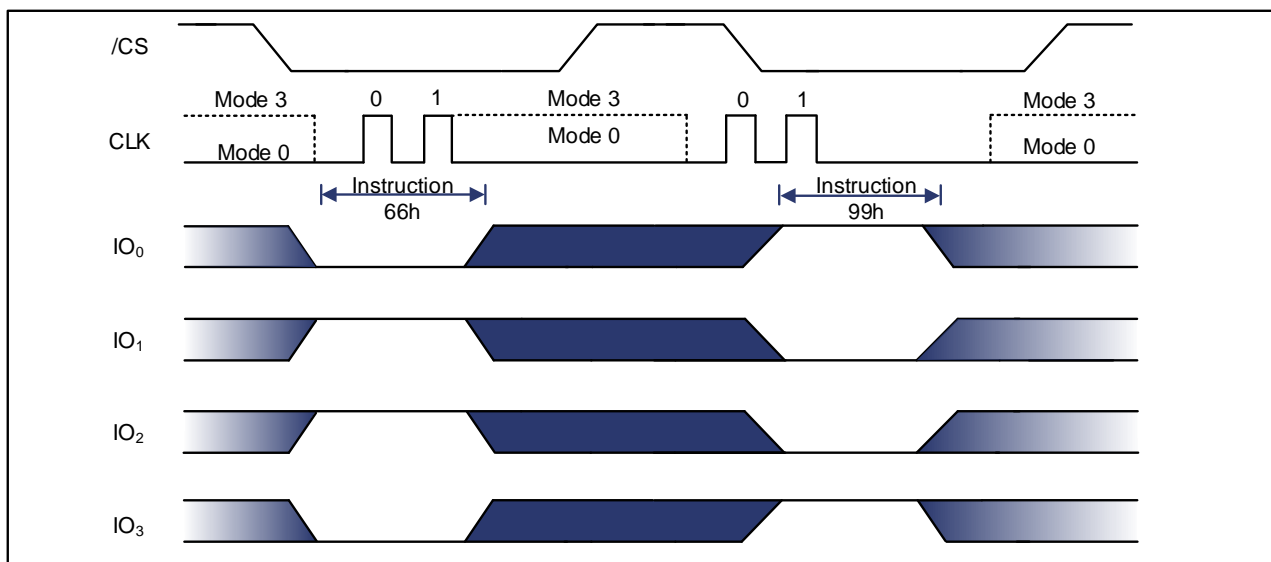 /CS
Mode 3 0 1 Mode 3 0 1 Mode 3
CLK
Mode 0 Mode 0 Mode 0
Instruction Instruction
66h 99h
IO₀
IO₁
IO₂
IO₃